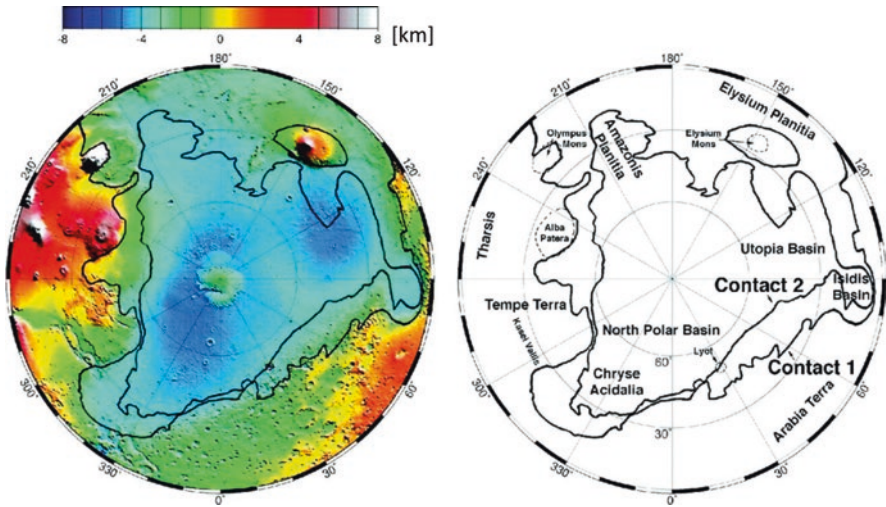 -8 -4 0 4 8 [km]
180˚
210˚
150˚
240˚
120˚
300˚
60˚
330˚
30˚
0˚
180˚
210˚
150˚
Elysium Planitia
Olympus
Mons
Amazonis
Planitia
Elysium
Mons
240˚
120˚
Tharsis
Alba
Patera
Utopia Basin
Contact 2
Isidis
Basin
Tempe Terra
Kasei Vallis
North Polar Basin
Lyot
60˚
Contact 1
Chryse
Acidalia
Arabia Terra
300˚
60˚
30˚
330˚
30˚
0˚